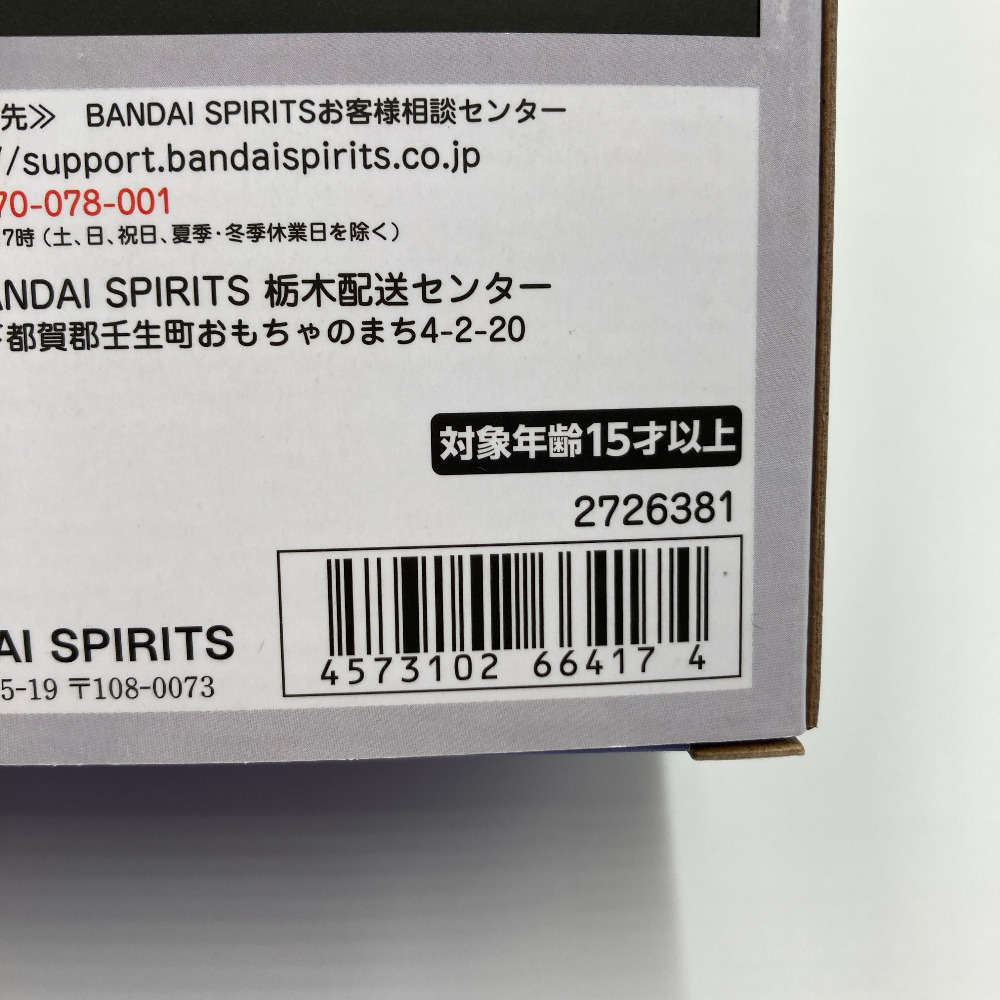 先≫ BANDAI SPIRITSお客様相談センター
//support.bandaispirits.co.jp
70-078-001
7時（土、日、祝日、夏季・冬季休業日を除く）
ANDAI SPIRITS 栃木配送センター
下都賀郡壬生町おもちゃのまち4-2-20
対象年齢15才以上
2726381
4573102 66417 4
DAI SPIRITS
5-19 〒108-0073